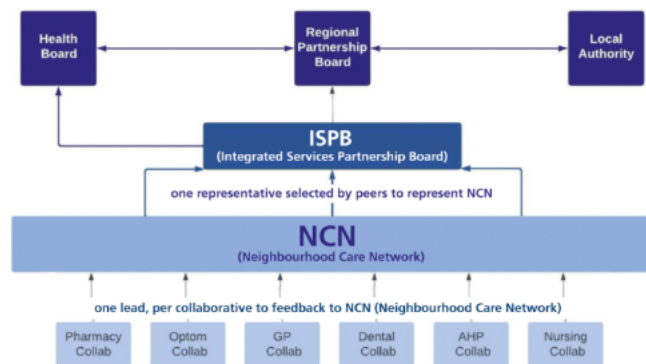 Health
Board
Regional
Partnership
Board
Local
Authority
ISPB
(Integrated Services Partnership Board)
one representative selected by peers to represent NCN
NCN
(Neighbourhood Care Network)
one lead, per collaborative to feedback to NCN (Neighbourhood Care Network)
Pharmacy
Collab
Optom
Collab
GP
Collab
Dental
Collab
AHP
Collab
Nursing
Collab